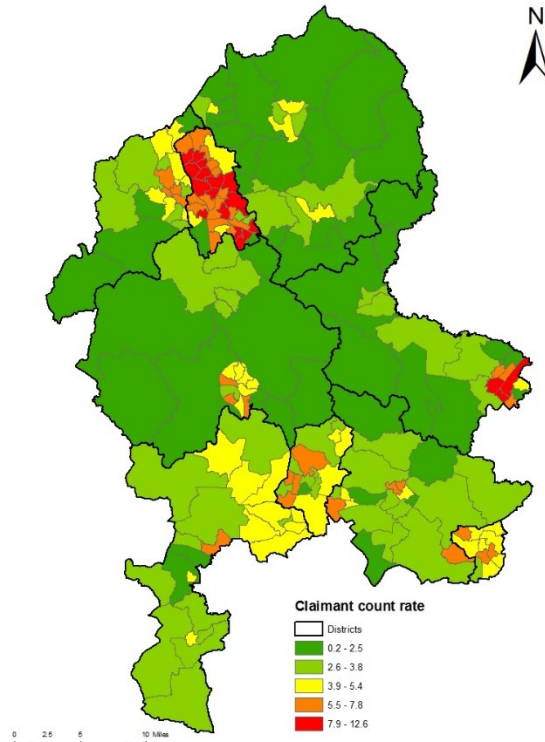 N
Claimant count rate
Districts
0.2 - 2.5
2.6 - 3.8
3.9 - 5.4
5.5 - 7.8
7.9 - 12.6
0 2.5 5 10 Miles